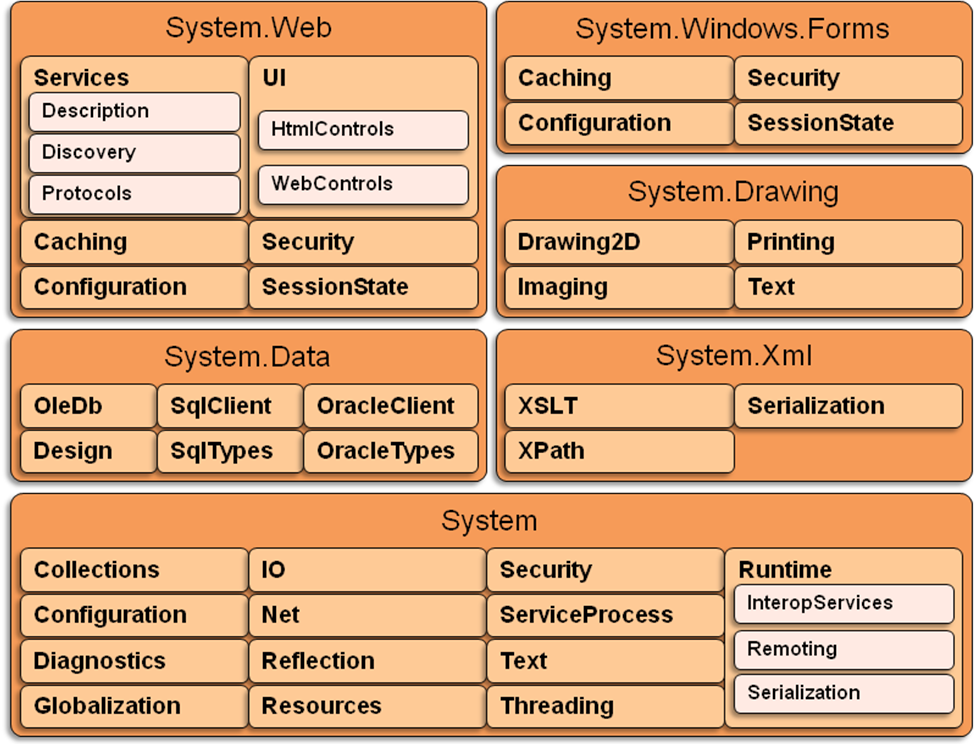 System.Web
Services
Description
Discovery
Protocols
UI
HtmlControls
WebControls
Caching
Security
Configuration
SessionState
System.Windows.Forms
Caching
Security
Configuration
SessionState
System.Drawing
Drawing2D
Printing
Imaging
Text
System.Data
OleDb
SqlClient
OracleClient
Design
SqlTypes
OracleTypes
System.Xml
XSLT
Serialization
XPath
System
Collections
IO
Security
Configuration
Net
ServiceProcess
Diagnostics
Reflection
Text
Globalization
Resources
Threading
Runtime
InteropServices
Remoting
Serialization